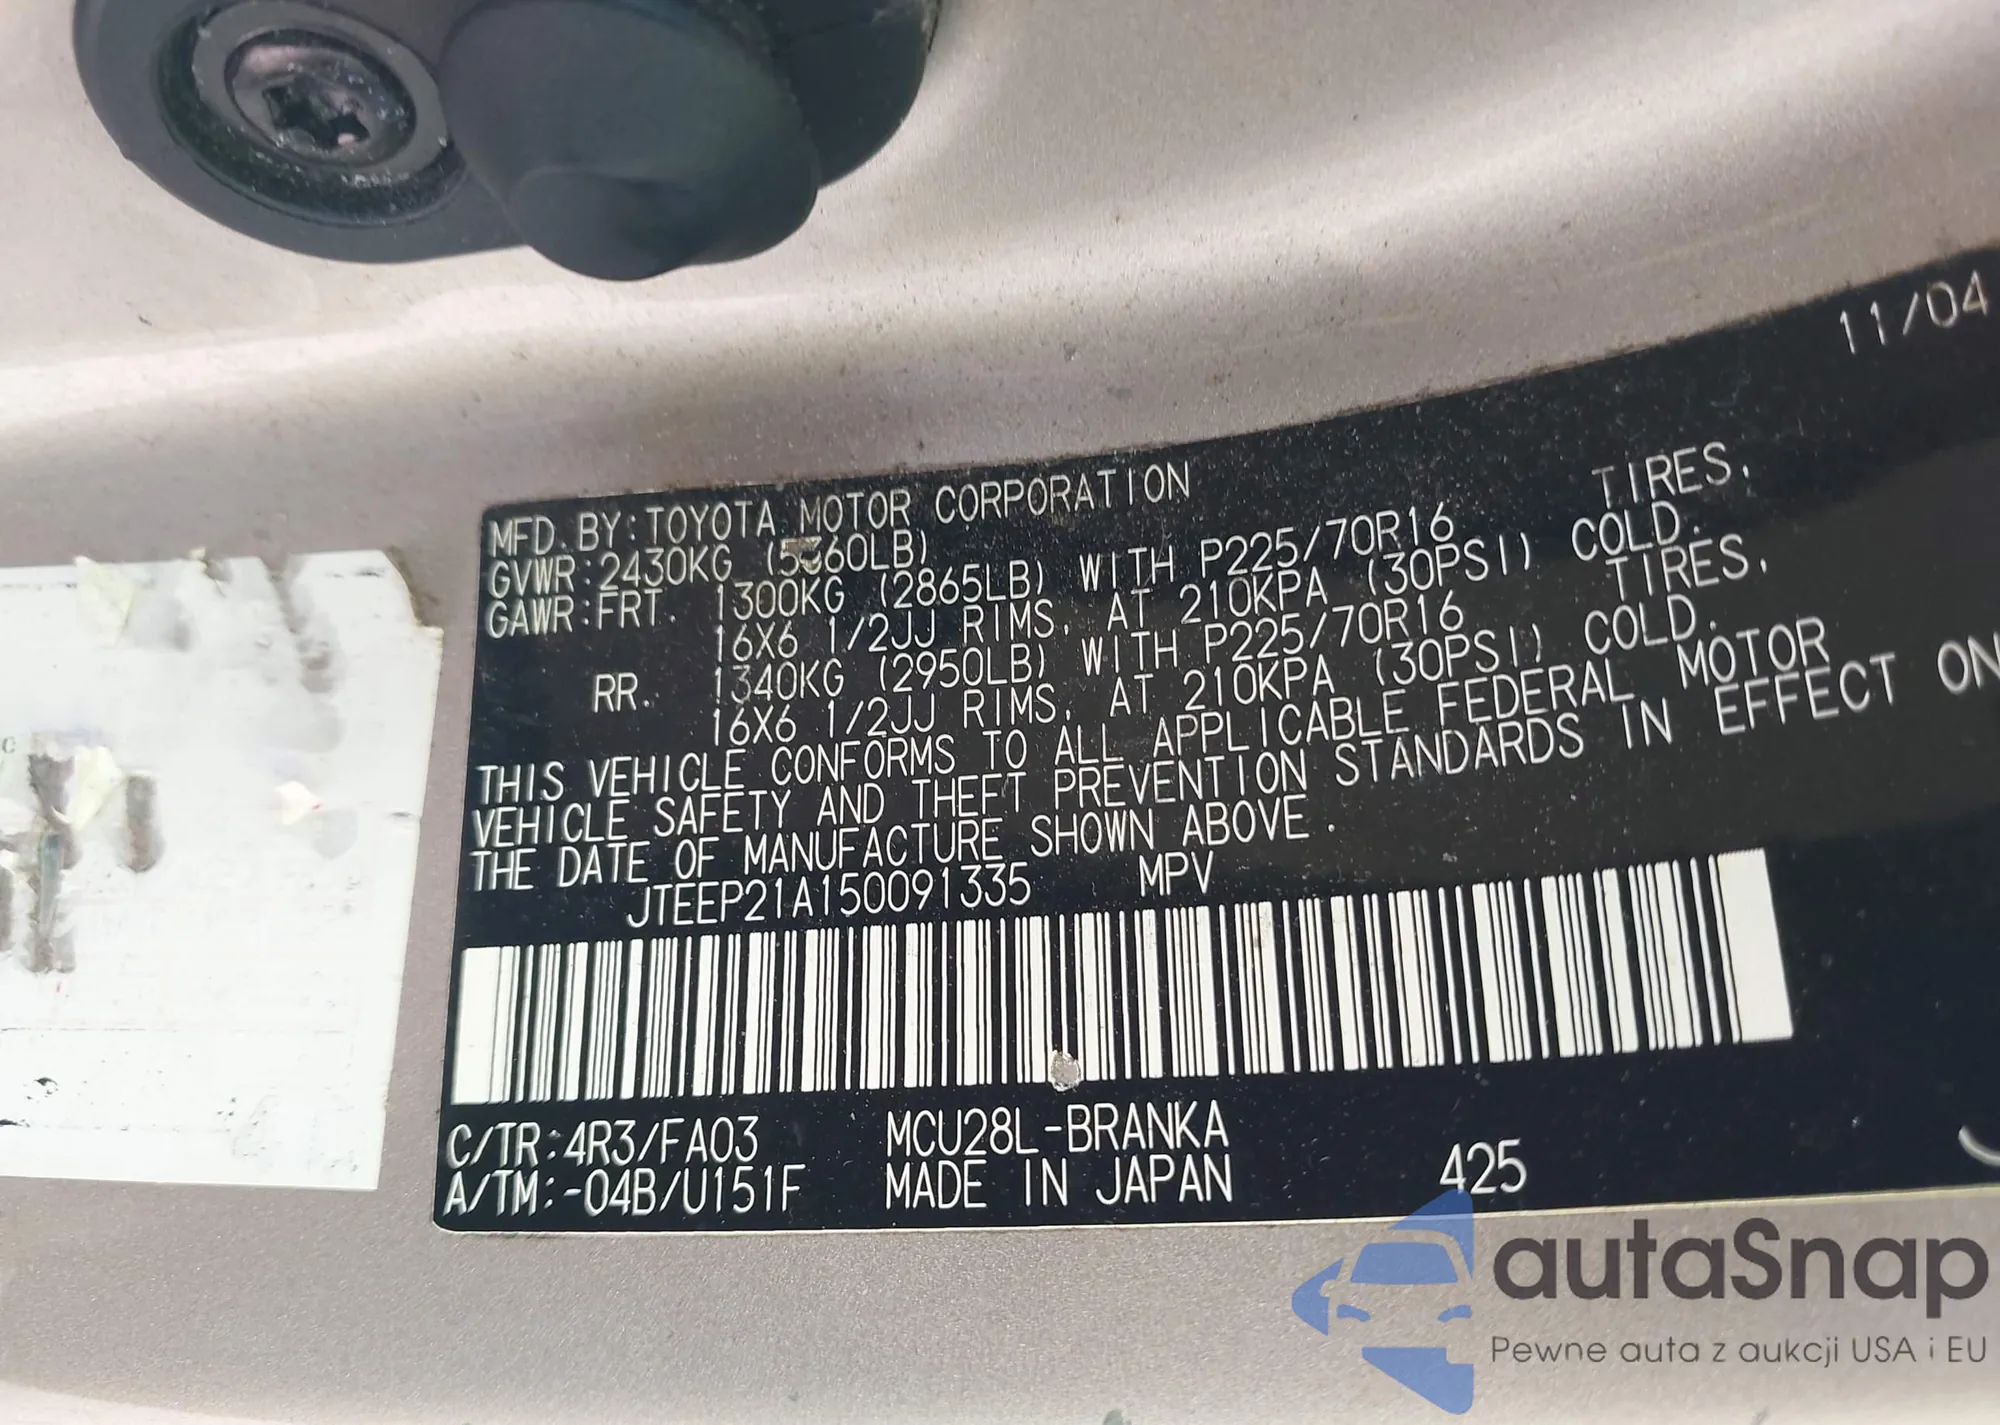 11/04
MFD. BY: TOYOTA MOTOR CORPORATION
GVWR: 2430KG (5360LB)
GAWR: FRT. 1300KG (2865LB) WITH P225/70R16 TIRES,
16X6 1/2JJ RIMS, AT 210KPA (30PSI) COLD.
RR. 1340KG (2950LB) WITH P225/70R16 TIRES,
16X6 1/2JJ RIMS, AT 210KPA (30PSI) COLD.
THIS VEHICLE CONFORMS TO ALL APPLICABLE FEDERAL MOTOR
VEHICLE SAFETY AND THEFT PREVENTION STANDARDS IN EFFECT ON
THE DATE OF MANUFACTURE SHOWN ABOVE.
JTEEP21A150091335 MPV
C/TR: 4R3/FA03 MCU28L-BRANKA
A/TM: -04B/U151F MADE IN JAPAN 425
autaSnap
Pewne auta z aukcji USA i EU